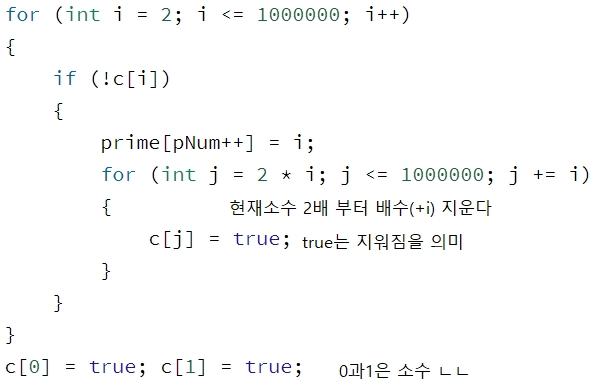 for (int i = 2; i <= 1000000; i++)
{
if (!c[i])
{
prime[pNum++] = i;
for (int j = 2 * i; j <= 1000000; j += i)
{ 현재소수 2배 부터 배수(+i) 지운다
c[j] = true; true는 지워짐을 의미
}
}
}
c[0] = true; c[1] = true; 0과1은 소수 ㄴㄴ